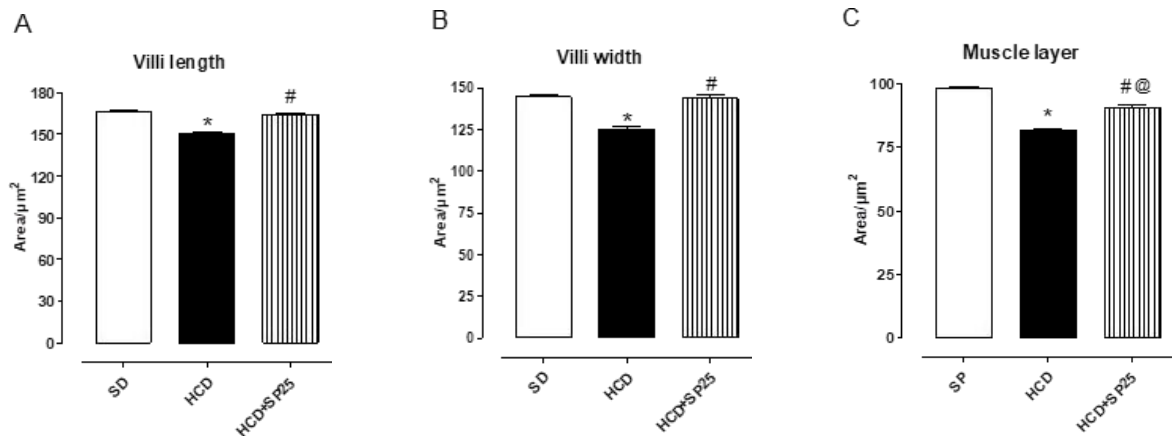 A
Villi length
Area/µm²
180
150
120
90
60
30
0
*
#
SD
HCD
HCD+SP25
B
Villi width
Area/µm²
150
125
100
75
50
25
0
*
#
SD
HCD
HCD+SP25
C
Muscle layer
Area/µm²
100
75
50
25
0
*
#@
SP
HCD
HCD+SP25